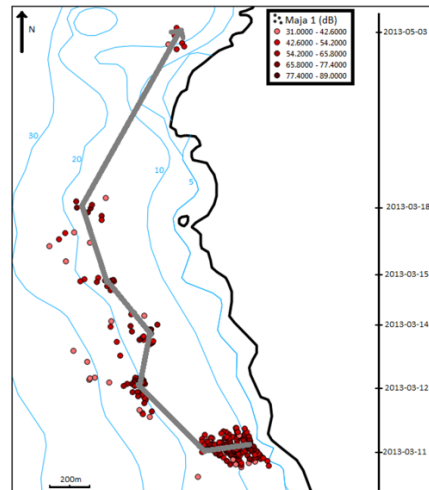 N
Maja 1 (dB)
31.0000 - 42.6000
42.6000 - 54.2000
54.2000 - 65.8000
65.8000 - 77.4000
77.4000 - 89.0000
2013-05-03
30
20
10
5
2013-03-18
2013-03-15
2013-03-14
2013-03-12
2013-03-11
200m